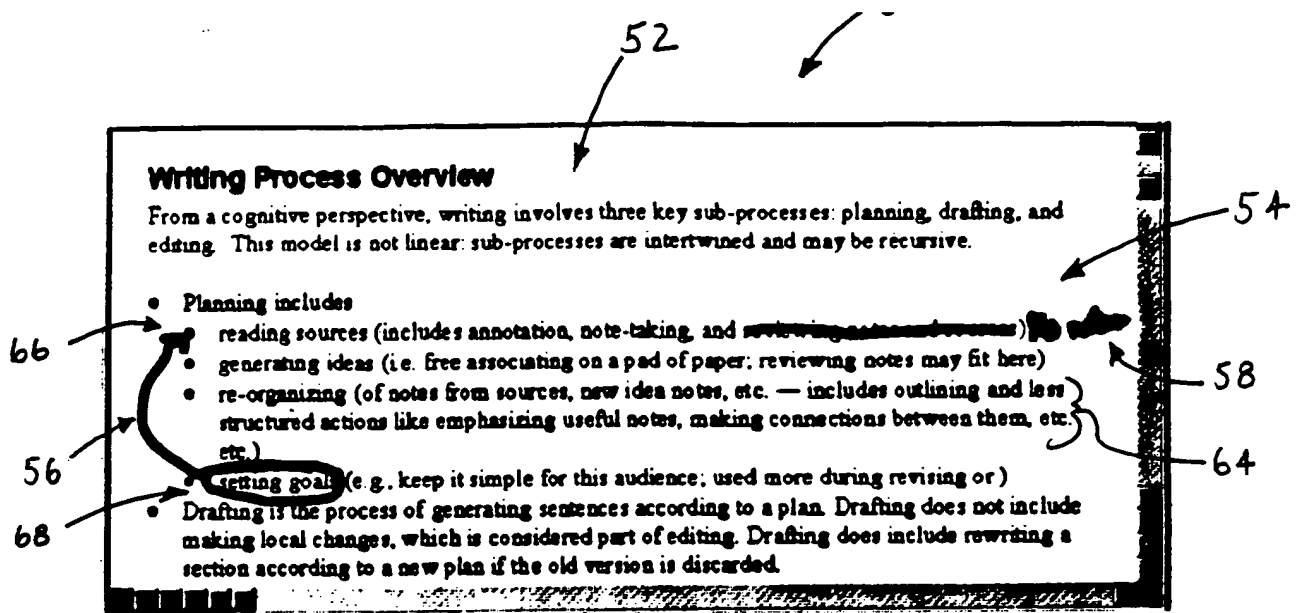 52
Writing Process Overview
From a cognitive perspective, writing involves three key sub-processes: planning, drafting, and
editing. This model is not linear: sub-processes are intertwined and may be recursive.
54
• Planning includes
66
• reading sources (includes annotation, note-taking, and reviewing notes and sources)
• generating ideas (i.e. free associating on a pad of paper; reviewing notes may fit here)
58
• re-organizing (of notes from sources, new idea notes, etc. — includes outlining and less
structured actions like emphasizing useful notes, making connections between them, etc.
etc.)
64
56
• setting goals (e.g., keep it simple for this audience; used more during revising or )
68
• Drafting is the process of generating sentences according to a plan. Drafting does not include
making local changes, which is considered part of editing. Drafting does include rewriting a
section according to a new plan if the old version is discarded.